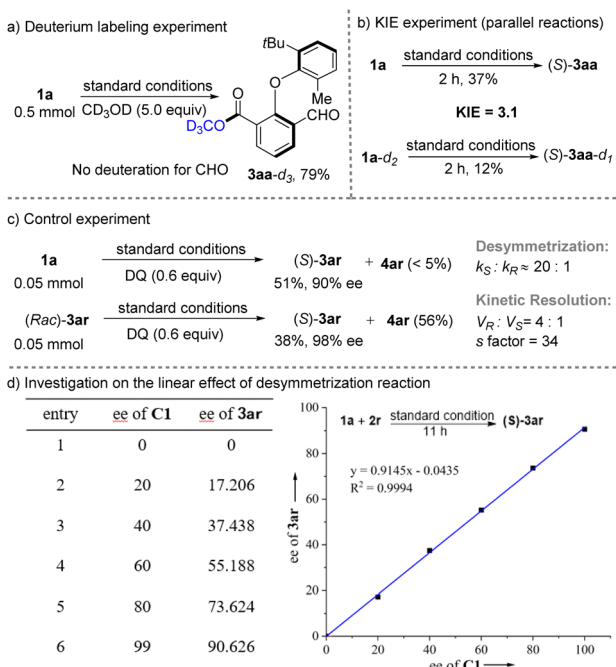 a) Deuterium labeling experiment
1a
0.5 mmol
standard conditions
CD3OD (5.0 equiv)
tBu
O
Me
O
D3CO
CHO
No deuteration for CHO
3aa-d3, 79%
b) KIE experiment (parallel reactions)
1a
standard conditions
2 h, 37%
(S)-3aa
KIE = 3.1
1a-d2
standard conditions
2 h, 12%
(S)-3aa-d1
c) Control experiment
1a
0.05 mmol
standard conditions
DQ (0.6 equiv)
(S)-3ar + 4ar (< 5%)
51%, 90% ee
Desymmetrization:
kS : kR ≈ 20 : 1
(Rac)-3ar
0.05 mmol
standard conditions
DQ (0.6 equiv)
(S)-3ar + 4ar (56%)
38%, 98% ee
Kinetic Resolution:
VR : VS= 4 : 1
s factor = 34
d) Investigation on the linear effect of desymmetrization reaction
entry ee of C1 ee of 3ar
1 0 0
2 20 17.206
3 40 37.438
4 60 55.188
5 80 73.624
6 99 90.626
1a + 2r standard condition (S)-3ar
11 h
y = 0.9145x - 0.0435
R² = 0.9994
ee of 3ar
100
80
60
40
20
0
0 20 40 60 80 100
ee of C1